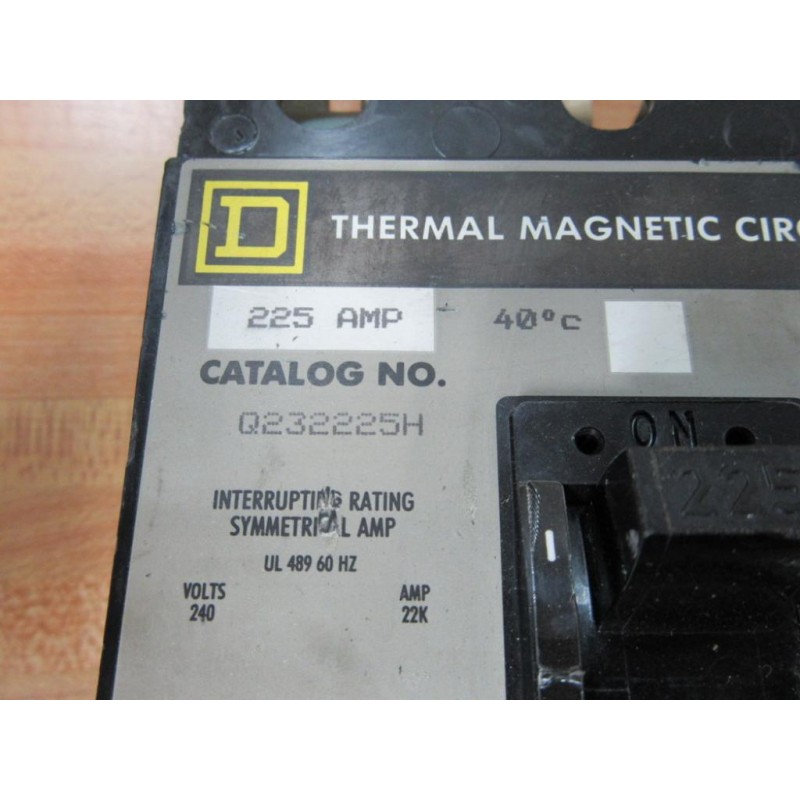 D THERMAL MAGNETIC CIRC
225 AMP 40°C
CATALOG NO.
Q232225H
ON
225
INTERRUPTING RATING
SYMMETRICAL AMP
UL 489 60 HZ
VOLTS AMP
240 22K